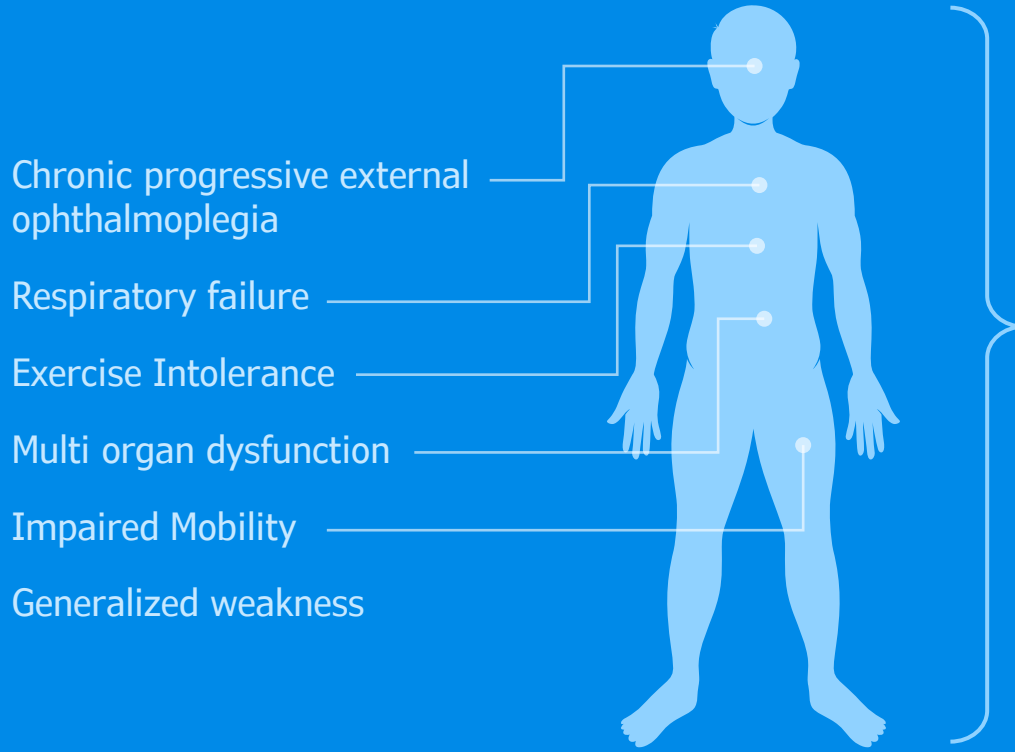 Chronic progressive external
ophthalmoplegia
Respiratory failure
Exercise Intolerance
Multi organ dysfunction
Impaired Mobility
Generalized weakness